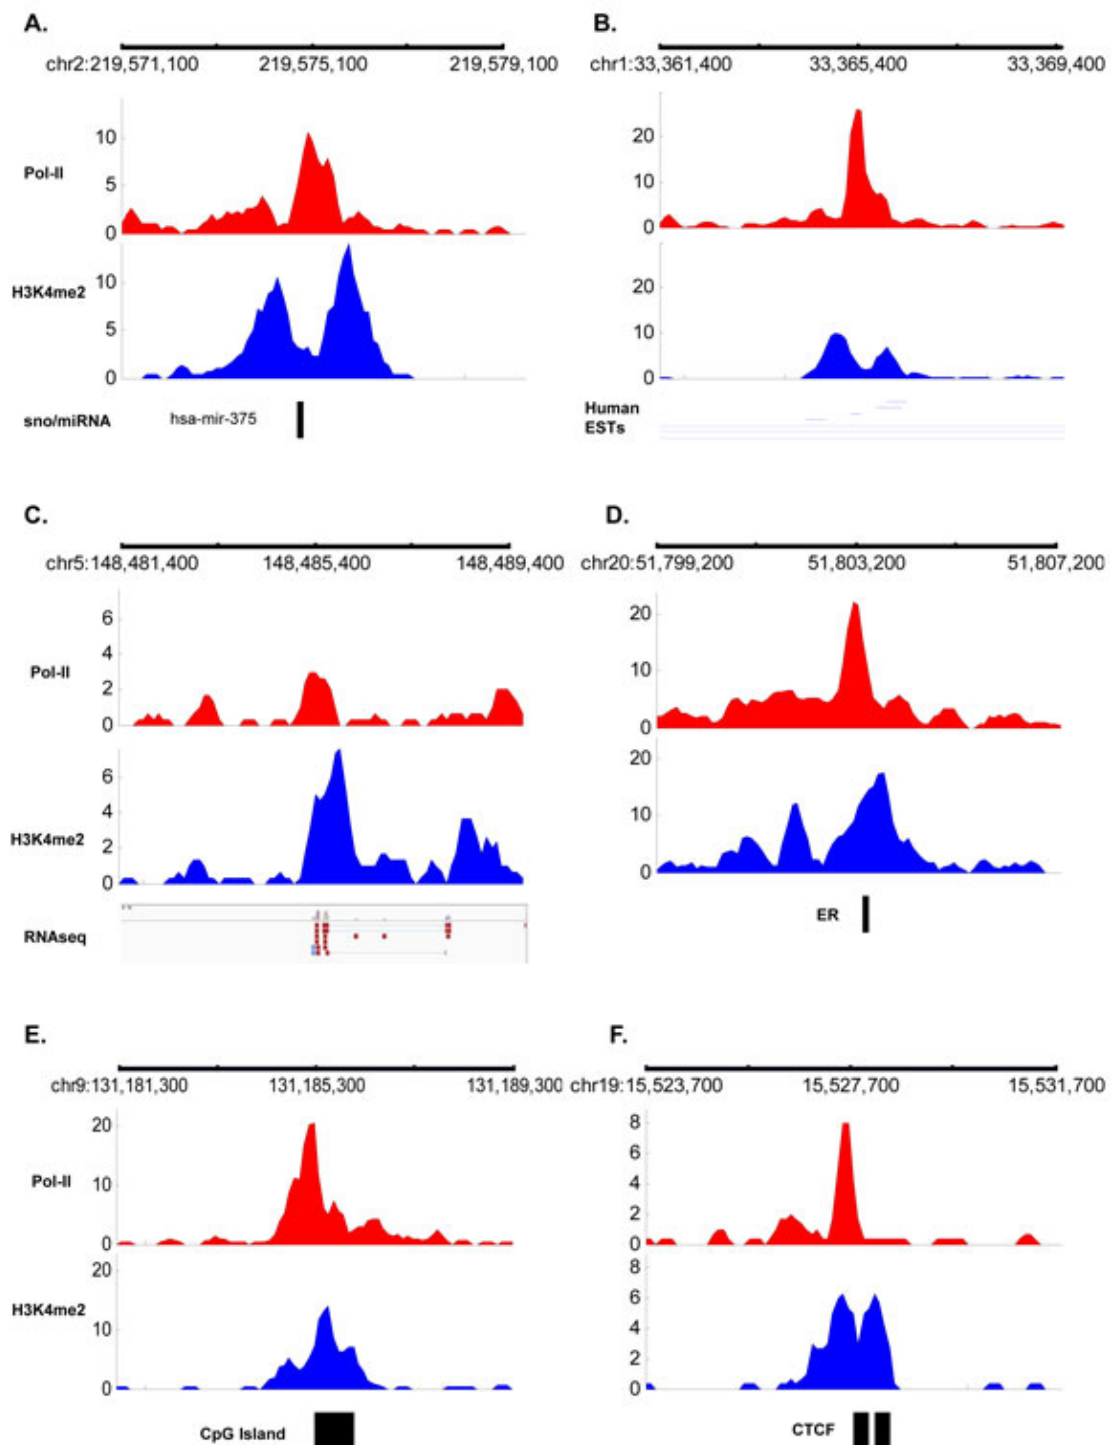 A.
chr2:219,571,100 219,575,100 219,579,100
10
Pol-II
5
0
10
H3K4me2
5
0
sno/miRNA hsa-mir-375
B.
chr1:33,361,400 33,365,400 33,369,400
20
10
0
20
10
0
Human
ESTs
C.
chr5:148,481,400 148,485,400 148,489,400
6
4
Pol-II
2
0
6
4
H3K4me2
2
0
RNAseq
D.
chr20:51,799,200 51,803,200 51,807,200
20
10
0
20
10
0
ER
E.
chr9:131,181,300 131,185,300 131,189,300
20
Pol-II
10
0
20
H3K4me2
10
0
CpG Island
F.
chr19:15,523,700 15,527,700 15,531,700
8
6
4
2
0
8
6
4
2
0
CTCF